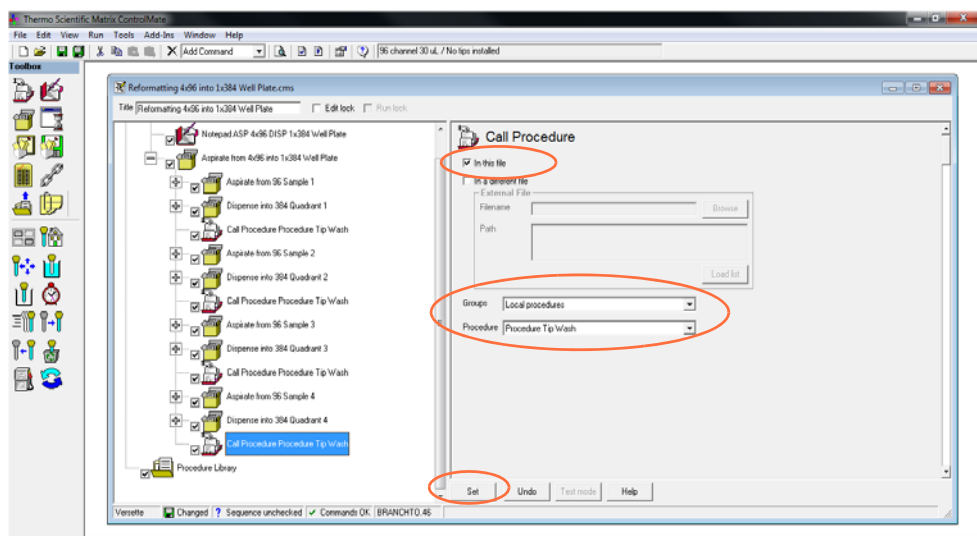 Thermo Scientific Matrix ControlMate
File Edit View Run Tools Add-Ins Window Help
Add Command 96 channel 30 uL / No tips installed
Toolbox
Reformatting 4x96 into 1x384 Well Plate.cms
Title Reformatting 4x96 into 1x384 Well Plate Edit lock Run lock
Notepad ASP 4x96 DISP 1x384 Well Plate
Aspirate from 4x96 into 1x384 Well Plate
Aspirate from 96 Sample 1
Dispense into 384 Quadrant 1
Call Procedure Procedure Tip Wash
Aspirate from 96 Sample 2
Dispense into 384 Quadrant 2
Call Procedure Procedure Tip Wash
Aspirate from 96 Sample 3
Dispense into 384 Quadrant 3
Call Procedure Procedure Tip Wash
Aspirate from 96 Sample 4
Dispense into 384 Quadrant 4
Call Procedure Procedure Tip Wash
Procedure Library
Call Procedure
In this file
In a different file
External File
Filename Browse
Path
Load list
Groups Local procedures
Procedure Procedure Tip Wash
Set Undo Test mode Help
Versette Changed ? Sequence unchecked Commands OK BRANCHTO.46